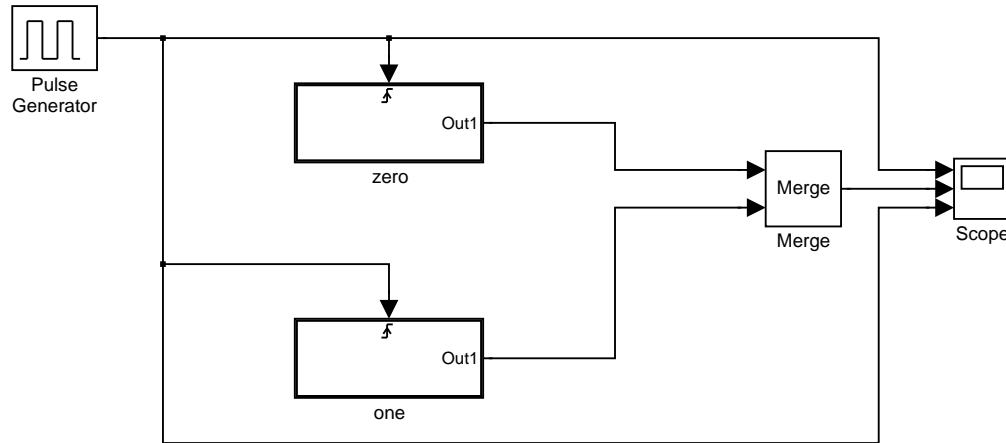 Pulse
Generator
Out1
zero
Merge
Merge
Scope
Out1
one